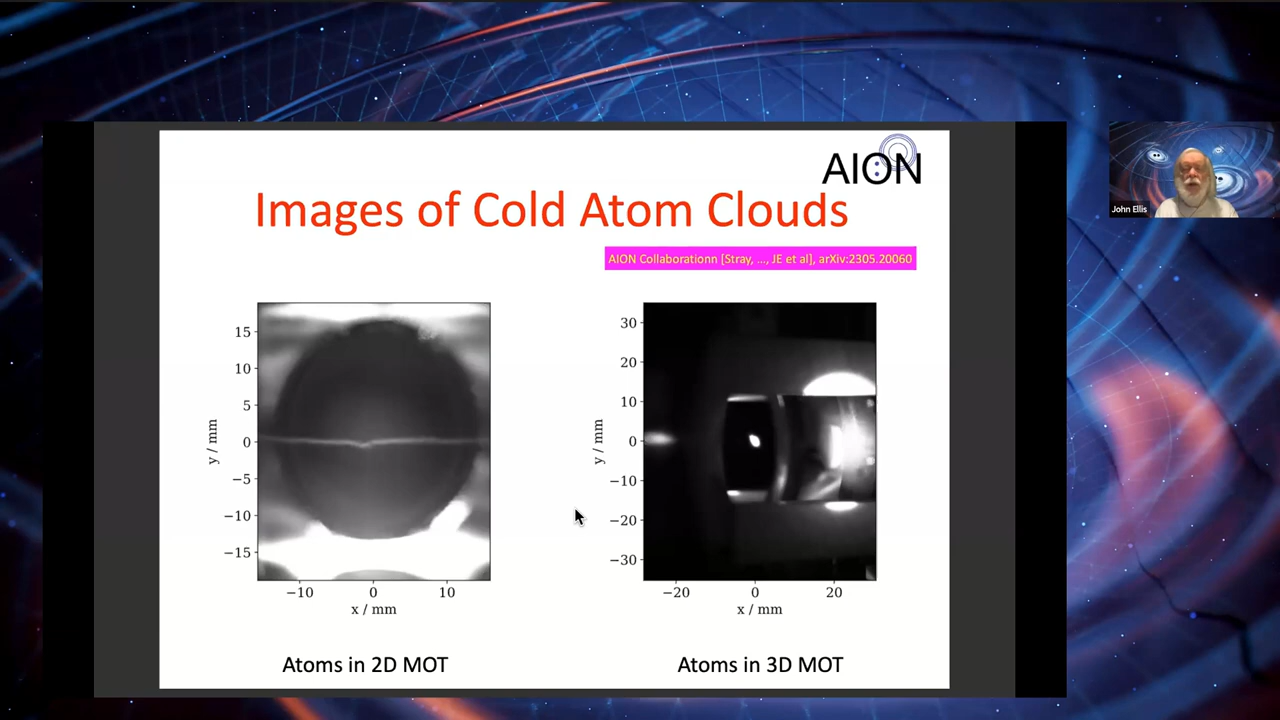 AION
Images of Cold Atom Clouds
AION Collaborationn [Stray, ..., JE et al], arXiv:2305.20060
John Ellis
15
10
5
0
−5
−10
−15
y / mm
−10 0 10
x / mm
30
20
10
0
−10
−20
−30
y / mm
−20 0 20
x / mm
Atoms in 2D MOT
Atoms in 3D MOT